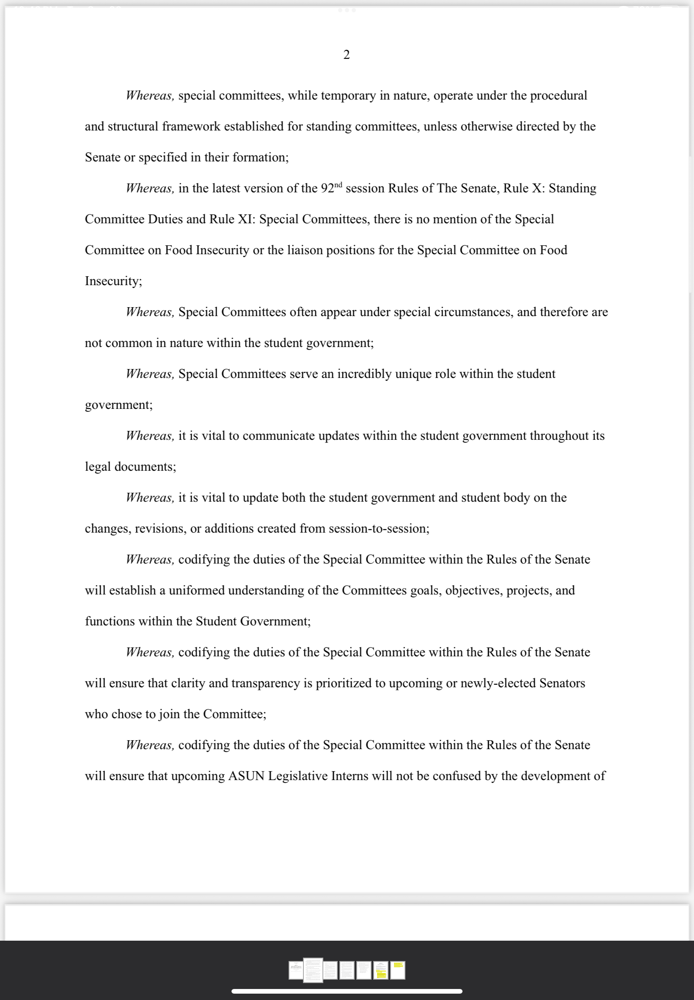 2
Whereas, special committees, while temporary in nature, operate under the procedural
and structural framework established for standing committees, unless otherwise directed by the
Senate or specified in their formation;
Whereas, in the latest version of the 92nd session Rules of The Senate, Rule X: Standing
Committee Duties and Rule XI: Special Committees, there is no mention of the Special
Committee on Food Insecurity or the liaison positions for the Special Committee on Food
Insecurity;
Whereas, Special Committees often appear under special circumstances, and therefore are
not common in nature within the student government;
Whereas, Special Committees serve an incredibly unique role within the student
government;
Whereas, it is vital to communicate updates within the student government throughout its
legal documents;
Whereas, it is vital to update both the student government and student body on the
changes, revisions, or additions created from session-to-session;
Whereas, codifying the duties of the Special Committee within the Rules of the Senate
will establish a uniformed understanding of the Committees goals, objectives, projects, and
functions within the Student Government;
Whereas, codifying the duties of the Special Committee within the Rules of the Senate
will ensure that clarity and transparency is prioritized to upcoming or newly-elected Senators
who chose to join the Committee;
Whereas, codifying the duties of the Special Committee within the Rules of the Senate
will ensure that upcoming ASUN Legislative Interns will not be confused by the development of